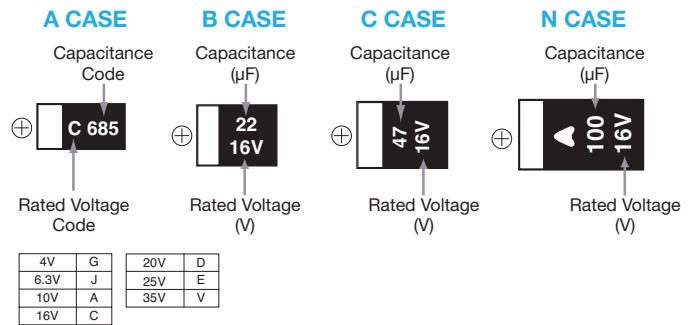 A CASE
B CASE
C CASE
N CASE
Capacitance
Code
Capacitance
(µF)
Capacitance
(µF)
Capacitance
(µF)
C 685
22
16V
47
16V
100
16V
Rated Voltage
Code
Rated Voltage
(V)
Rated Voltage
(V)
Rated Voltage
(V)
4V G
6.3V J
10V A
16V C
20V D
25V E
35V V